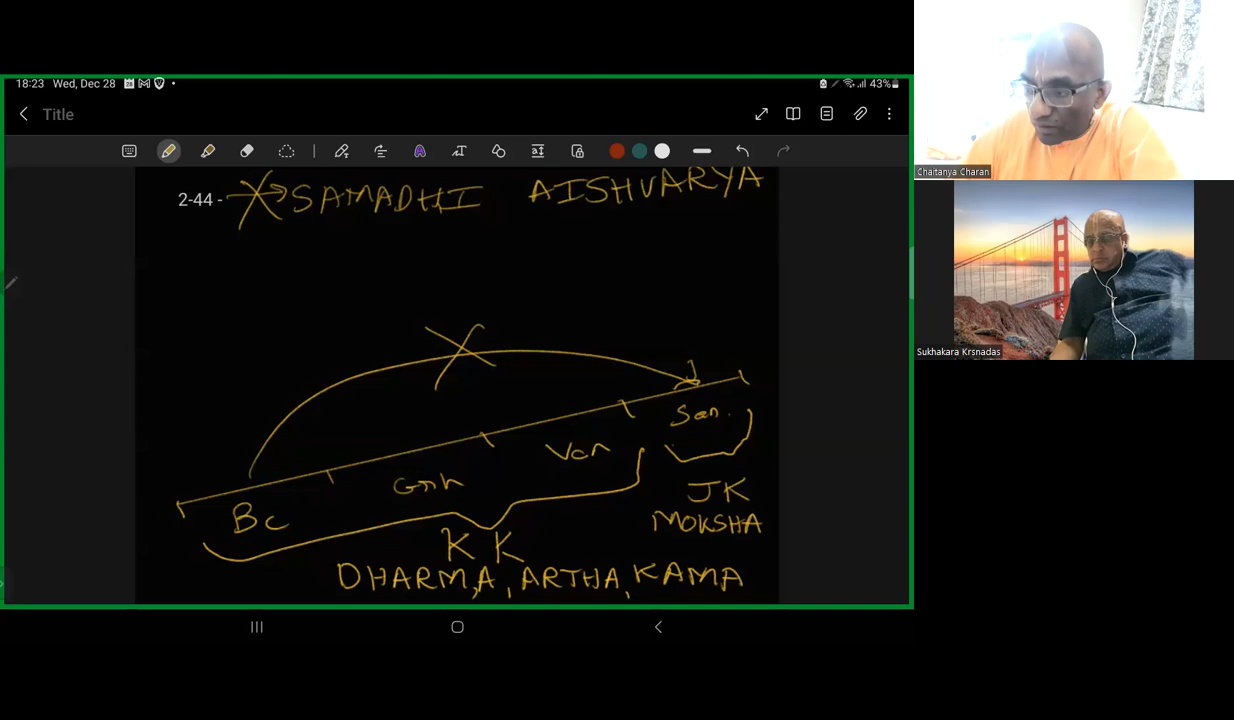 18:23 Wed, Dec 28 43%
Title
2-44 - SAMADHI AISHVARYA
San.
Van
Grh
Bc
JK
MOKSHA
K K
DHARMA, ARTHA, KAMA
Chaitanya Charan
Sukhakara Krsnadas